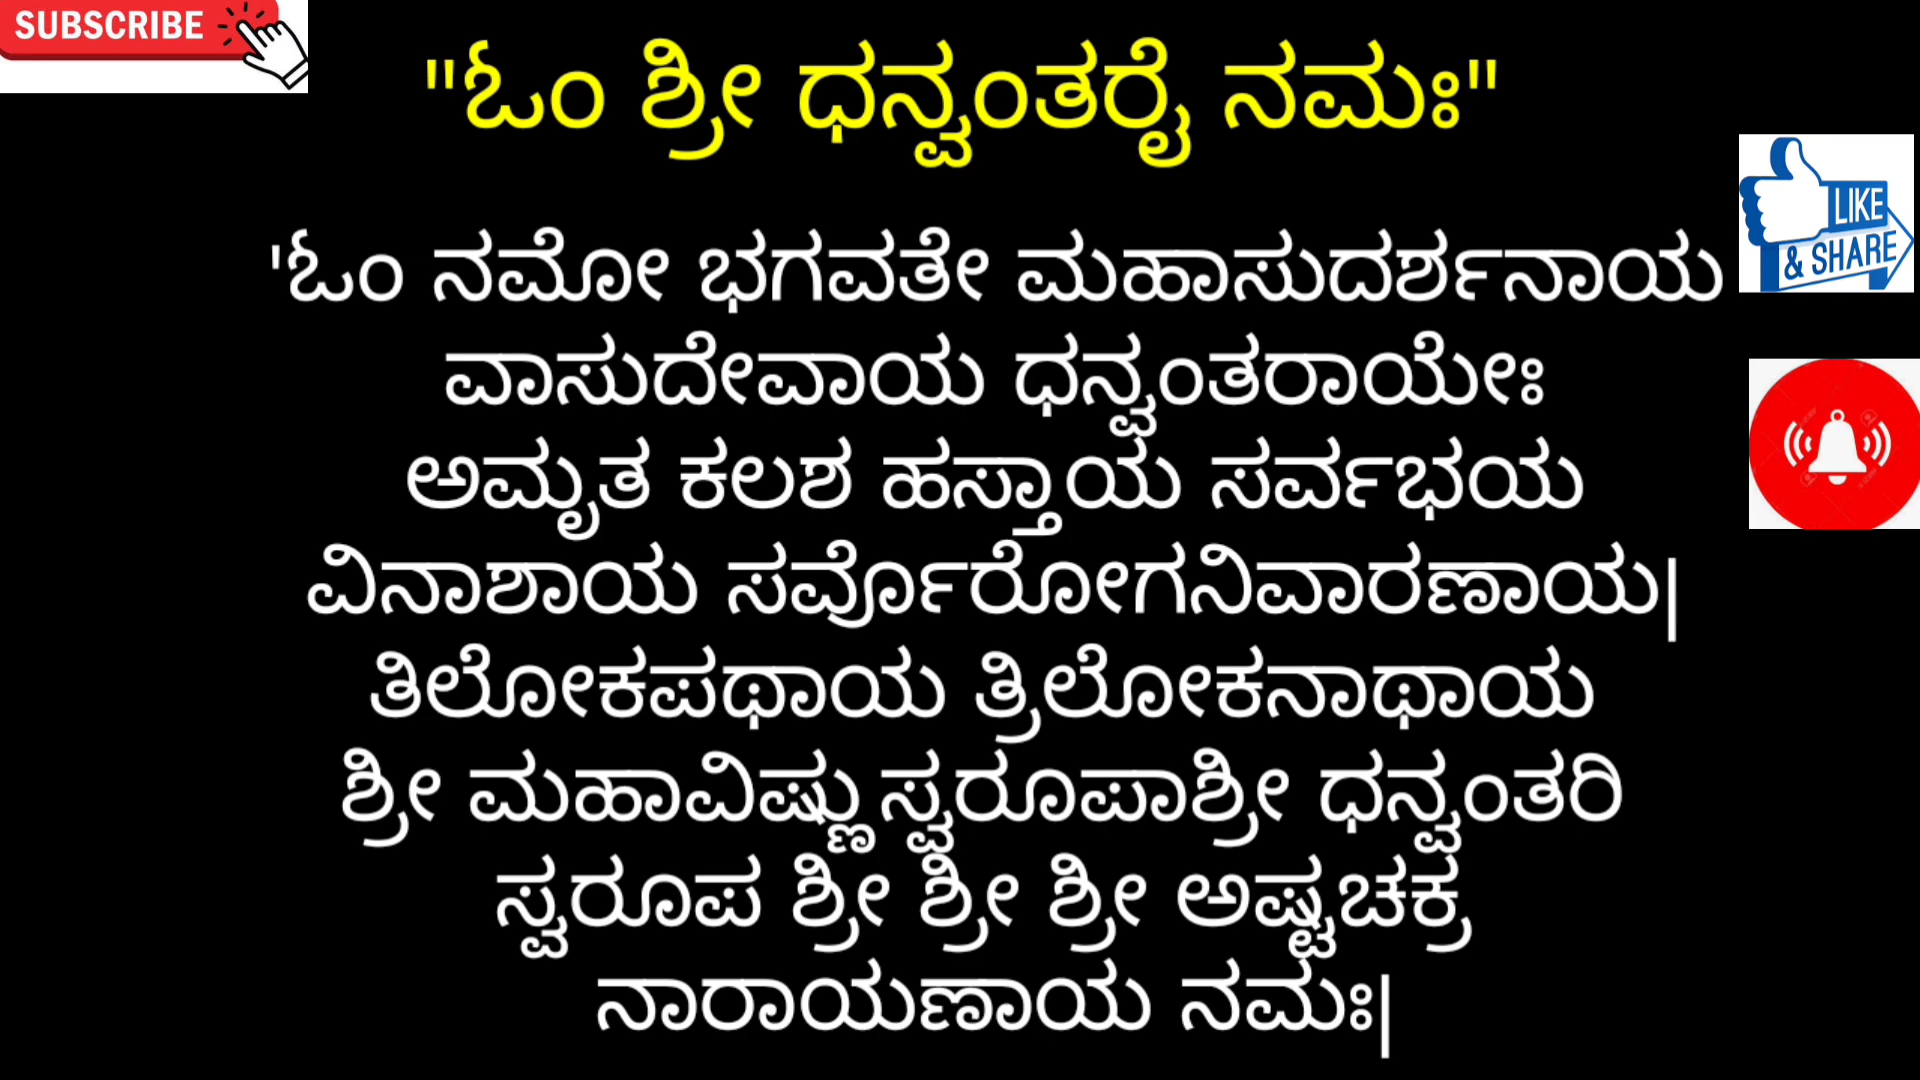 SUBSCRIBE
"ಓಂ ಶ್ರೀ ಧನ್ವಂತರೈ ನಮಃ"
LIKE
& SHARE
'ಓಂ ನಮೋ ಭಗವತೇ ಮಹಾಸುದರ್ಶನಾಯ
ವಾಸುದೇವಾಯ ಧನ್ವಂತರಾಯೇಃ
ಅಮೃತ ಕಲಶ ಹಸ್ತಾಯ ಸರ್ವಭಯ
ವಿನಾಶಾಯ ಸರ್ವೊರೋಗನಿವಾರಣಾಯ|
ತಿಲೋಕಪಥಾಯ ತ್ರಿಲೋಕನಾಥಾಯ
ಶ್ರೀ ಮಹಾವಿಷ್ಣುಸ್ವರೂಪಾಶ್ರೀ ಧನ್ವಂತರಿ
ಸ್ವರೂಪ ಶ್ರೀ ಶ್ರೀ ಶ್ರೀ ಅಷ್ಟಚಕ್ರ
ನಾರಾಯಣಾಯ ನಮಃ|